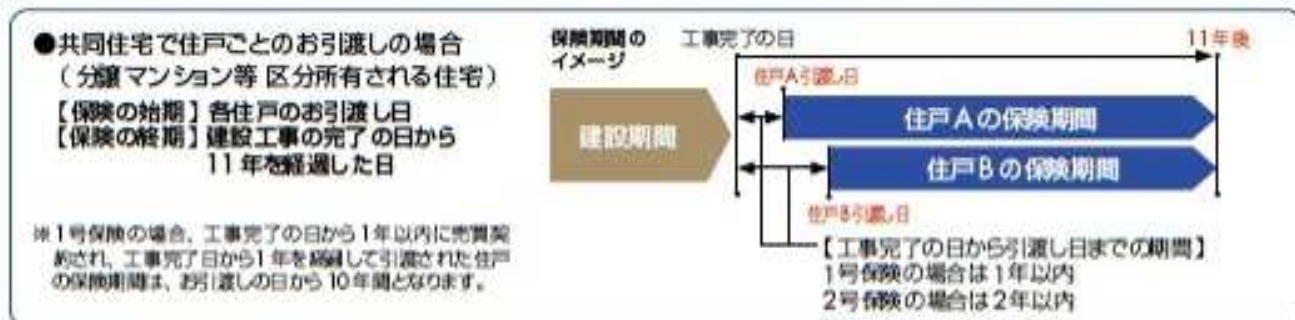 ●共同住宅で住戸ごとのお引渡しの場合
（分譲マンション等 区分所有される住宅）
【保険の始期】各住戸のお引渡し日
【保険の終期】建設工事の完了の日から
11年を経過した日
※1号保険の場合、工事完了の日から1年以内に売買契
約され、工事完了日から1年を経過して引渡された住戸
の保険期間は、お引渡しの日から10年間となります。
保険期間の
イメージ
工事完了の日
11年後
住戸A引渡し日
建設期間
住戸Aの保険期間
住戸Bの保険期間
住戸B引渡し日
【工事完了の日から引渡し日までの期間】
1号保険の場合は1年以内
2号保険の場合は2年以内